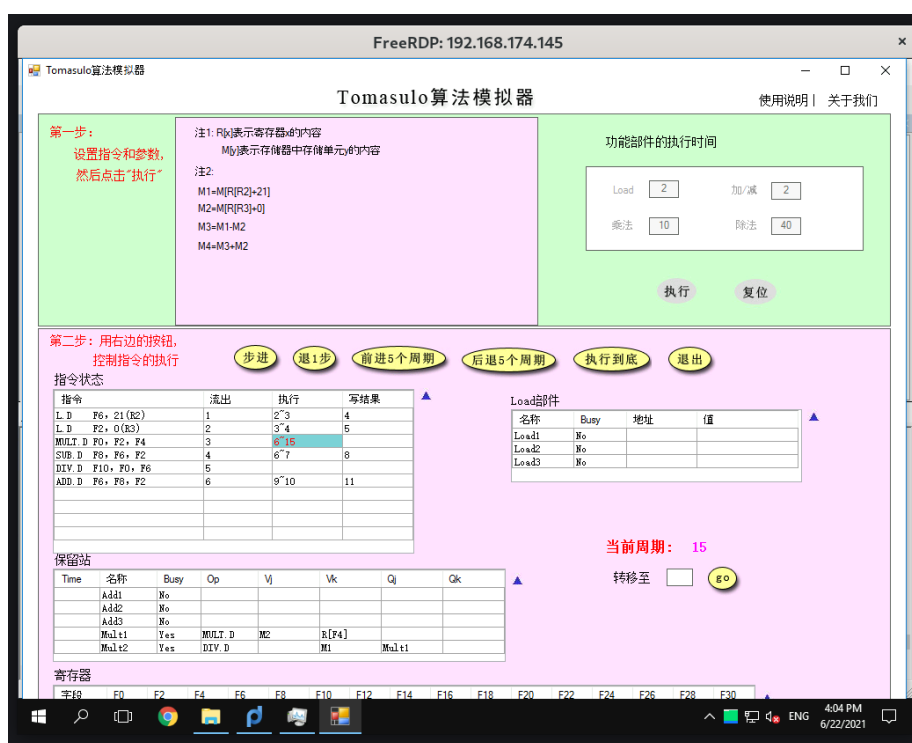 FreeRDP: 192.168.174.145 ×
Tomasulo算法模拟器
Tomasulo算法模拟器
使用说明 | 关于我们
第一步：
设置指令和参数，
然后点击"执行"
注1: R[x]表示寄存器x的内容
M[y]表示存储器中存储单元y的内容
注2:
M1=M[R[R2]+21]
M2=M[R[R3]+0]
M3=M1-M2
M4=M3+M2
功能部件的执行时间
Load 2 加/减 2
乘法 10 除法 40
执行 复位
第二步：用右边的按钮，
控制指令的执行
步进 退1步 前进5个周期 后退5个周期 执行到底 退出
指令状态
指令 流出 执行 写结果
L.D F6, 21(R2) 1 2~3 4
L.D F2, 0(R3) 2 3~4 5
MULT.D F0, F2, F4 3 6~15
SUB.D F8, F6, F2 4 6~7 8
DIV.D F10, F0, F6 5
ADD.D F6, F8, F2 6 9~10 11
Load部件
名称 Busy 地址 值
Load1 No
Load2 No
Load3 No
当前周期： 15
转移至 go
保留站
Time 名称 Busy Op Vj Vk Qj Qk
Add1 No
Add2 No
Add3 No
Mult1 Yes MULT.D M2 R[F4]
Mult2 Yes DIV.D M1 Mult1
寄存器
字段 F0 F2 F4 F6 F8 F10 F12 F14 F16 F18 F20 F22 F24 F26 F28 F30
ENG
4:04 PM
6/22/2021